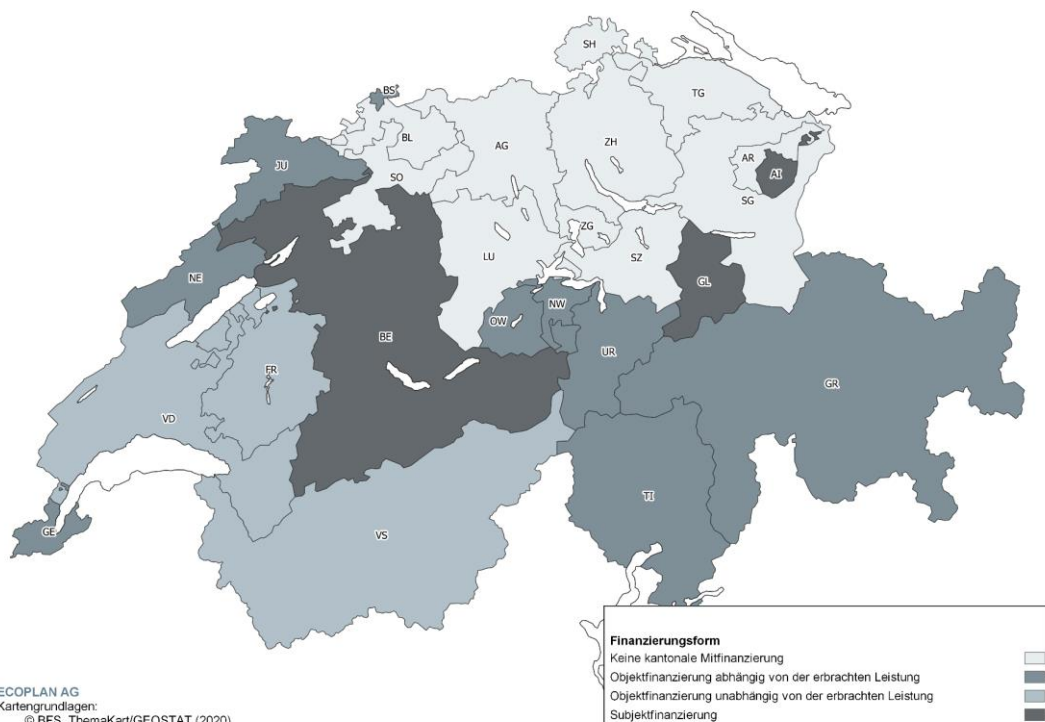 SH
BS
TG
BL
AG
ZH
JU
AR
AI
SO
SG
ZG
LU
SZ
NE
GL
NW
OW
BE
UR
FR
GR
VD
TI
GE
VS
Finanzierungsform
Keine kantonale Mitfinanzierung
Objektfinanzierung abhängig von der erbrachten Leistung
Objektfinanzierung unabhängig von der erbrachten Leistung
Subjektfinanzierung
ECOPLAN AG
Kartengrundlagen:
© BFS, ThemaKart/GEOSTAT (2020)